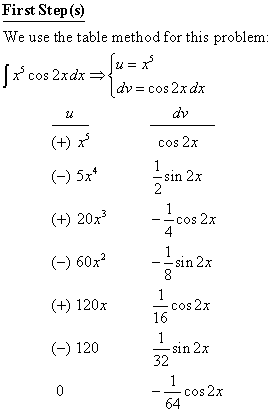 First Step(s)
We use the table method for this problem:
∫ x⁵ cos 2x dx ⇒ { u = x⁵
dv = cos 2x dx
u dv
(+) x⁵ cos 2x
(−) 5x⁴ 1/2 sin 2x
(+) 20x³ −1/4 cos 2x
(−) 60x² −1/8 sin 2x
(+) 120x 1/16 cos 2x
(−) 120 1/32 sin 2x
0 −1/64 cos 2x